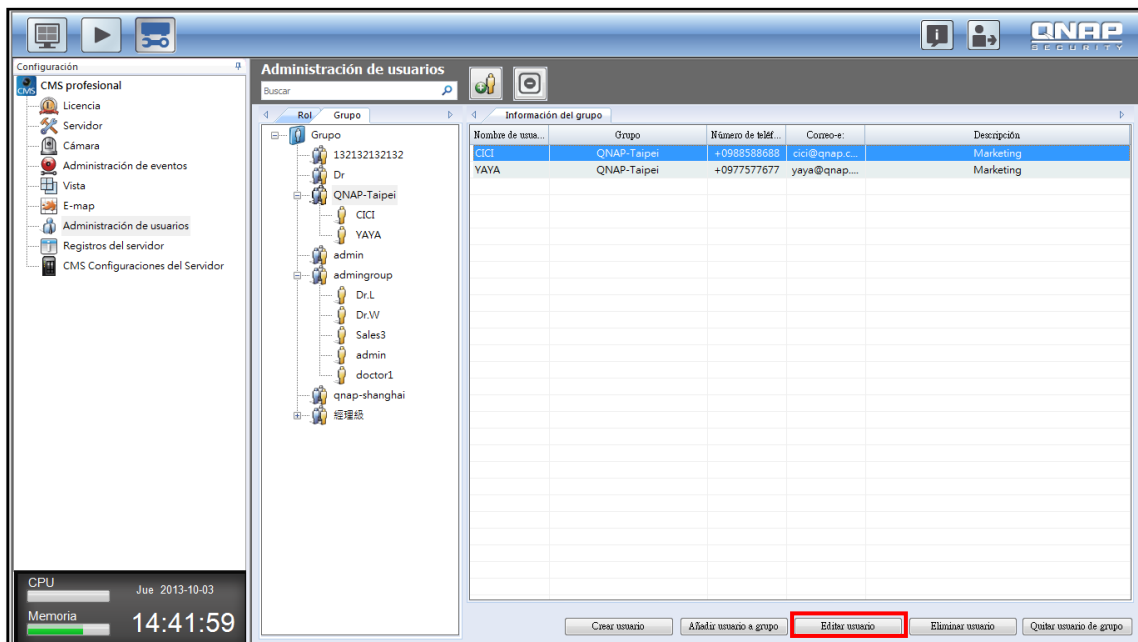 QNAP
SECURITY
Configuración
CMS profesional
Licencia
Servidor
Cámara
Administración de eventos
Vista
E-map
Administración de usuarios
Registros del servidor
CMS Configuraciones del Servidor
CPU
Jue 2013-10-03
Memoria
14:41:59
Administración de usuarios
Buscar
Rol Grupo
Grupo
132132132132
Dr
QNAP-Taipei
CICI
YAYA
admin
admingroup
Dr.L
Dr.W
Sales3
admin
doctor1
qnap-shanghai
經理級
Información del grupo
Nombre de usua... Grupo Número de teléf... Correo-e: Descripción
CICI QNAP-Taipei +0988588688 cici@qnap.c... Marketing
YAYA QNAP-Taipei +0977577677 yaya@qnap.... Marketing
Crear usuario Añadir usuario a grupo Editar usuario Eliminar usuario Quitar usuario de grupo